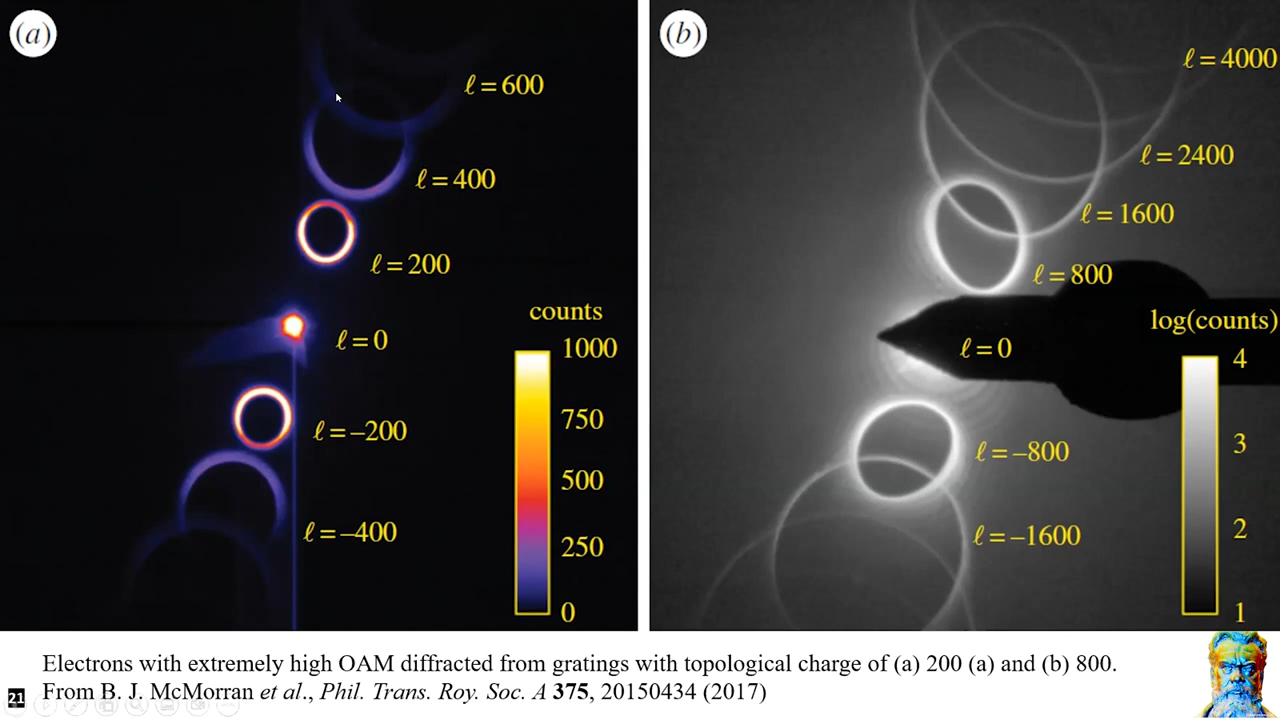 (a)
ℓ = 600
ℓ = 400
ℓ = 200
ℓ = 0
ℓ = –200
ℓ = –400
counts
1000
750
500
250
0
(b)
ℓ = 4000
ℓ = 2400
ℓ = 1600
ℓ = 800
ℓ = 0
ℓ = –800
ℓ = –1600
log(counts)
4
3
2
1
Electrons with extremely high OAM diffracted from gratings with topological charge of (a) 200 (a) and (b) 800.
From B. J. McMorran et al., Phil. Trans. Roy. Soc. A 375, 20150434 (2017)
21